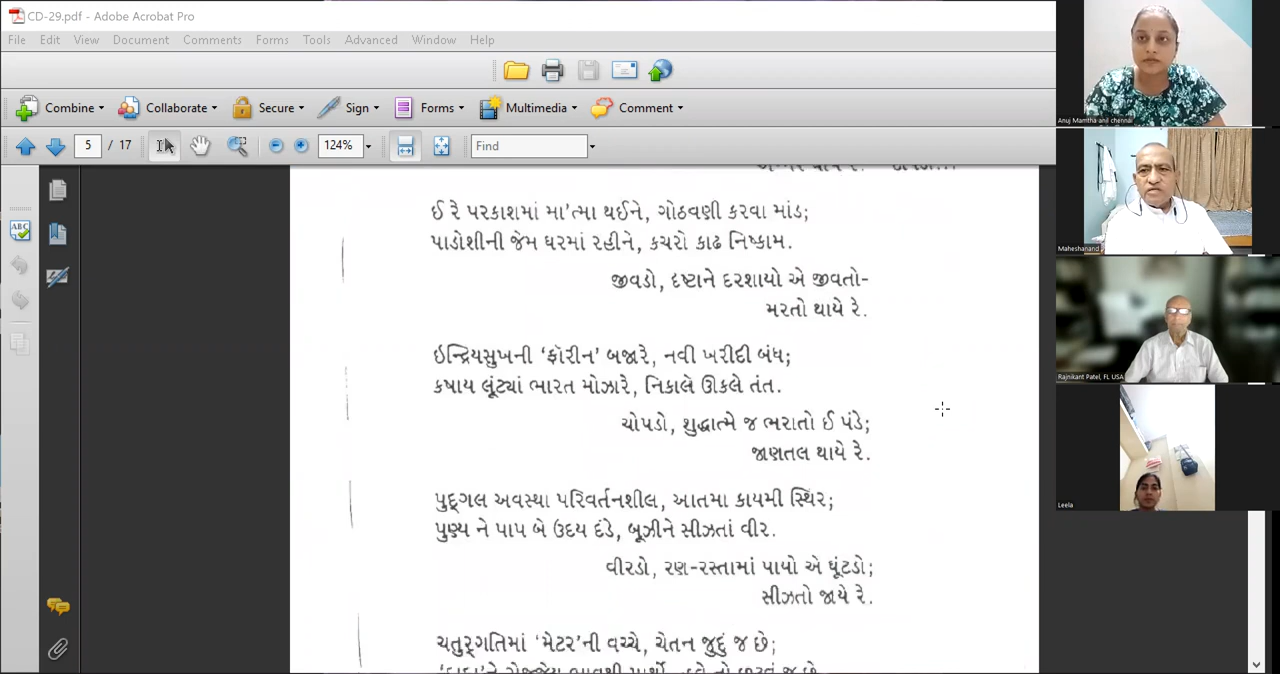 CD-29.pdf - Adobe Acrobat Pro
File Edit View Document Comments Forms Tools Advanced Window Help
Combine Collaborate Secure Sign Forms Multimedia Comment
5 / 17 124% Find
ઈ રે પરકાશમાં મા'ત્મા થઈને, ગોઠવણી કરવા માંડ;
પાડોશીની જેમ ઘરમાં રહીને, કચરો કાઢ નિષ્કામ.
જીવડો, દૃષ્ટાને દરશાયો એ જીવતો-
મરતો થાયે રે.
ઇન્દ્રિયસુખની 'ફૉરીન' બજારે, નવી ખરીદી બંધ;
કષાય લૂંટ્યાં ભારત મોઝારે, નિકાલે ઊકલે તંત.
ચોપડો, શુદ્ધાત્મે જ ભરાતો ઈ પંડે;
જાણતલ થાયે રે.
પુદ્ગલ અવસ્થા પરિવર્તનશીલ, આતમા કાયમી સ્થિર;
પુણ્ય ને પાપ બે ઉદય દંડે, બૂઝીને સીઝતાં વીર.
વીરડો, રણ-રસ્તામાં પાયો એ ઘૂંટડો;
સીઝતો જાયે રે.
ચતુર્ગતિમાં 'મેટર'ની વચ્ચે, ચેતન જુદું જ છે;
Anuj Mamtha anil chennai
Maheshanand
Rajnikant Patel, FL USA
Leela